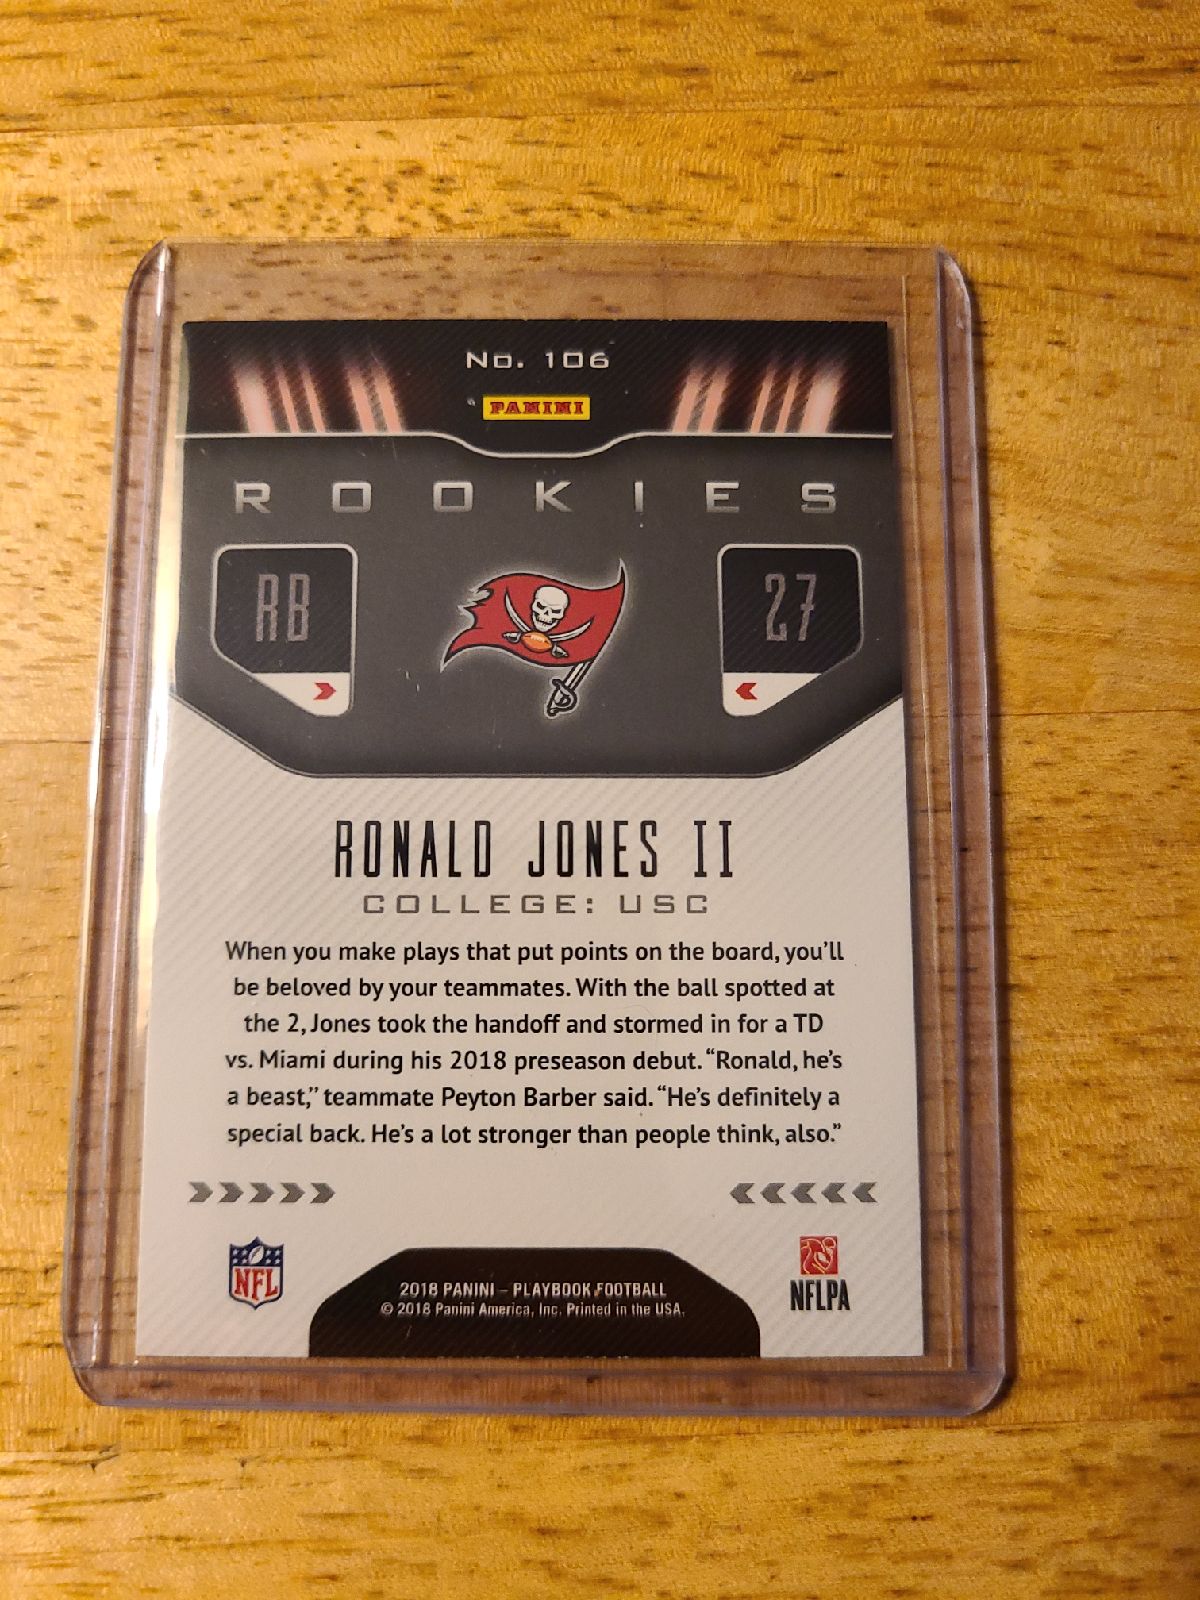 No. 106
PANINI
ROOKIES
RB
27
RONALD JONES II
COLLEGE: USC
When you make plays that put points on the board, you'll
be beloved by your teammates. With the ball spotted at
the 2, Jones took the handoff and stormed in for a TD
vs. Miami during his 2018 preseason debut. “Ronald, he's
a beast,” teammate Peyton Barber said. “He's definitely a
special back. He's a lot stronger than people think, also.”
NFL
NFLPA
2018 PANINI – PLAYBOOK FOOTBALL
© 2018 Panini America, Inc. Printed in the USA.